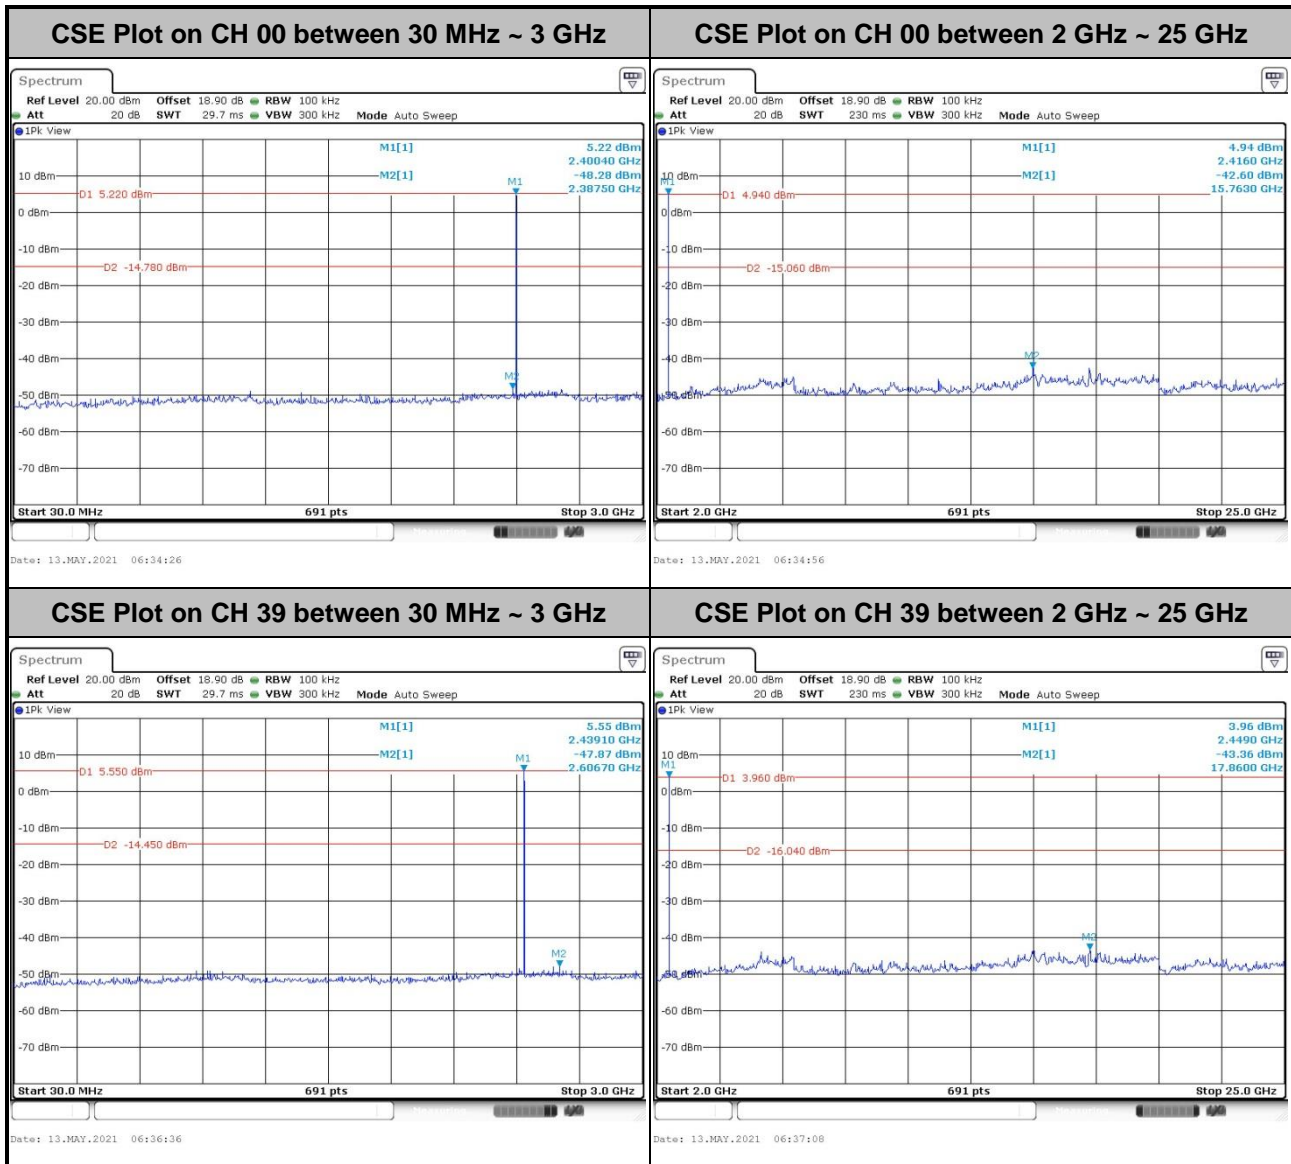 CSE Plot on CH 00 between 30 MHz ~ 3 GHz
Spectrum
Ref Level 20.00 dBm Offset 18.90 dB RBW 100 kHz
Att 20 dB SWT 29.7 ms VBW 300 kHz Mode Auto Sweep
1Pk View
M1[1] 5.22 dBm
2.40040 GHz
10 dBm M2[1] -48.28 dBm
M1 2.38750 GHz
D1 5.220 dBm
0 dBm
-10 dBm
D2 -14.780 dBm
-20 dBm
-30 dBm
-40 dBm
M2
-50 dBm
-60 dBm
-70 dBm
Start 30.0 MHz 691 pts Stop 3.0 GHz
Date: 13.MAY.2021 06:34:26
CSE Plot on CH 00 between 2 GHz ~ 25 GHz
Spectrum
Ref Level 20.00 dBm Offset 18.90 dB RBW 100 kHz
Att 20 dB SWT 230 ms VBW 300 kHz Mode Auto Sweep
1Pk View
M1[1] 4.94 dBm
2.4160 GHz
10 dBm M2[1] -42.60 dBm
M1 15.7630 GHz
D1 4.940 dBm
0 dBm
-10 dBm
D2 -15.060 dBm
-20 dBm
-30 dBm
-40 dBm
M2
-50 dBm
-60 dBm
-70 dBm
Start 2.0 GHz 691 pts Stop 25.0 GHz
Date: 13.MAY.2021 06:34:56
CSE Plot on CH 39 between 30 MHz ~ 3 GHz
Spectrum
Ref Level 20.00 dBm Offset 18.90 dB RBW 100 kHz
Att 20 dB SWT 29.7 ms VBW 300 kHz Mode Auto Sweep
1Pk View
M1[1] 5.55 dBm
2.43910 GHz
10 dBm M2[1] -47.87 dBm
M1 2.60670 GHz
D1 5.550 dBm
0 dBm
-10 dBm
D2 -14.450 dBm
-20 dBm
-30 dBm
-40 dBm
M2
-50 dBm
-60 dBm
-70 dBm
Start 30.0 MHz 691 pts Stop 3.0 GHz
Date: 13.MAY.2021 06:36:36
CSE Plot on CH 39 between 2 GHz ~ 25 GHz
Spectrum
Ref Level 20.00 dBm Offset 18.90 dB RBW 100 kHz
Att 20 dB SWT 230 ms VBW 300 kHz Mode Auto Sweep
1Pk View
M1[1] 3.96 dBm
2.4490 GHz
10 dBm M2[1] -43.36 dBm
M1 17.8600 GHz
D1 3.960 dBm
0 dBm
-10 dBm
D2 -16.040 dBm
-20 dBm
-30 dBm
-40 dBm
M2
-50 dBm
-60 dBm
-70 dBm
Start 2.0 GHz 691 pts Stop 25.0 GHz
Date: 13.MAY.2021 06:37:08